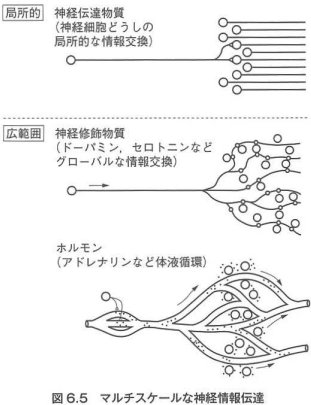 局所的 神経伝達物質
(神経細胞どうしの
局所的な情報交換)
広範囲 神経修飾物質
(ドーパミン,セロトニンなど
グローバルな情報交換)
ホルモン
(アドレナリンなど体液循環)
図 6.5 マルチスケールな神経情報伝達